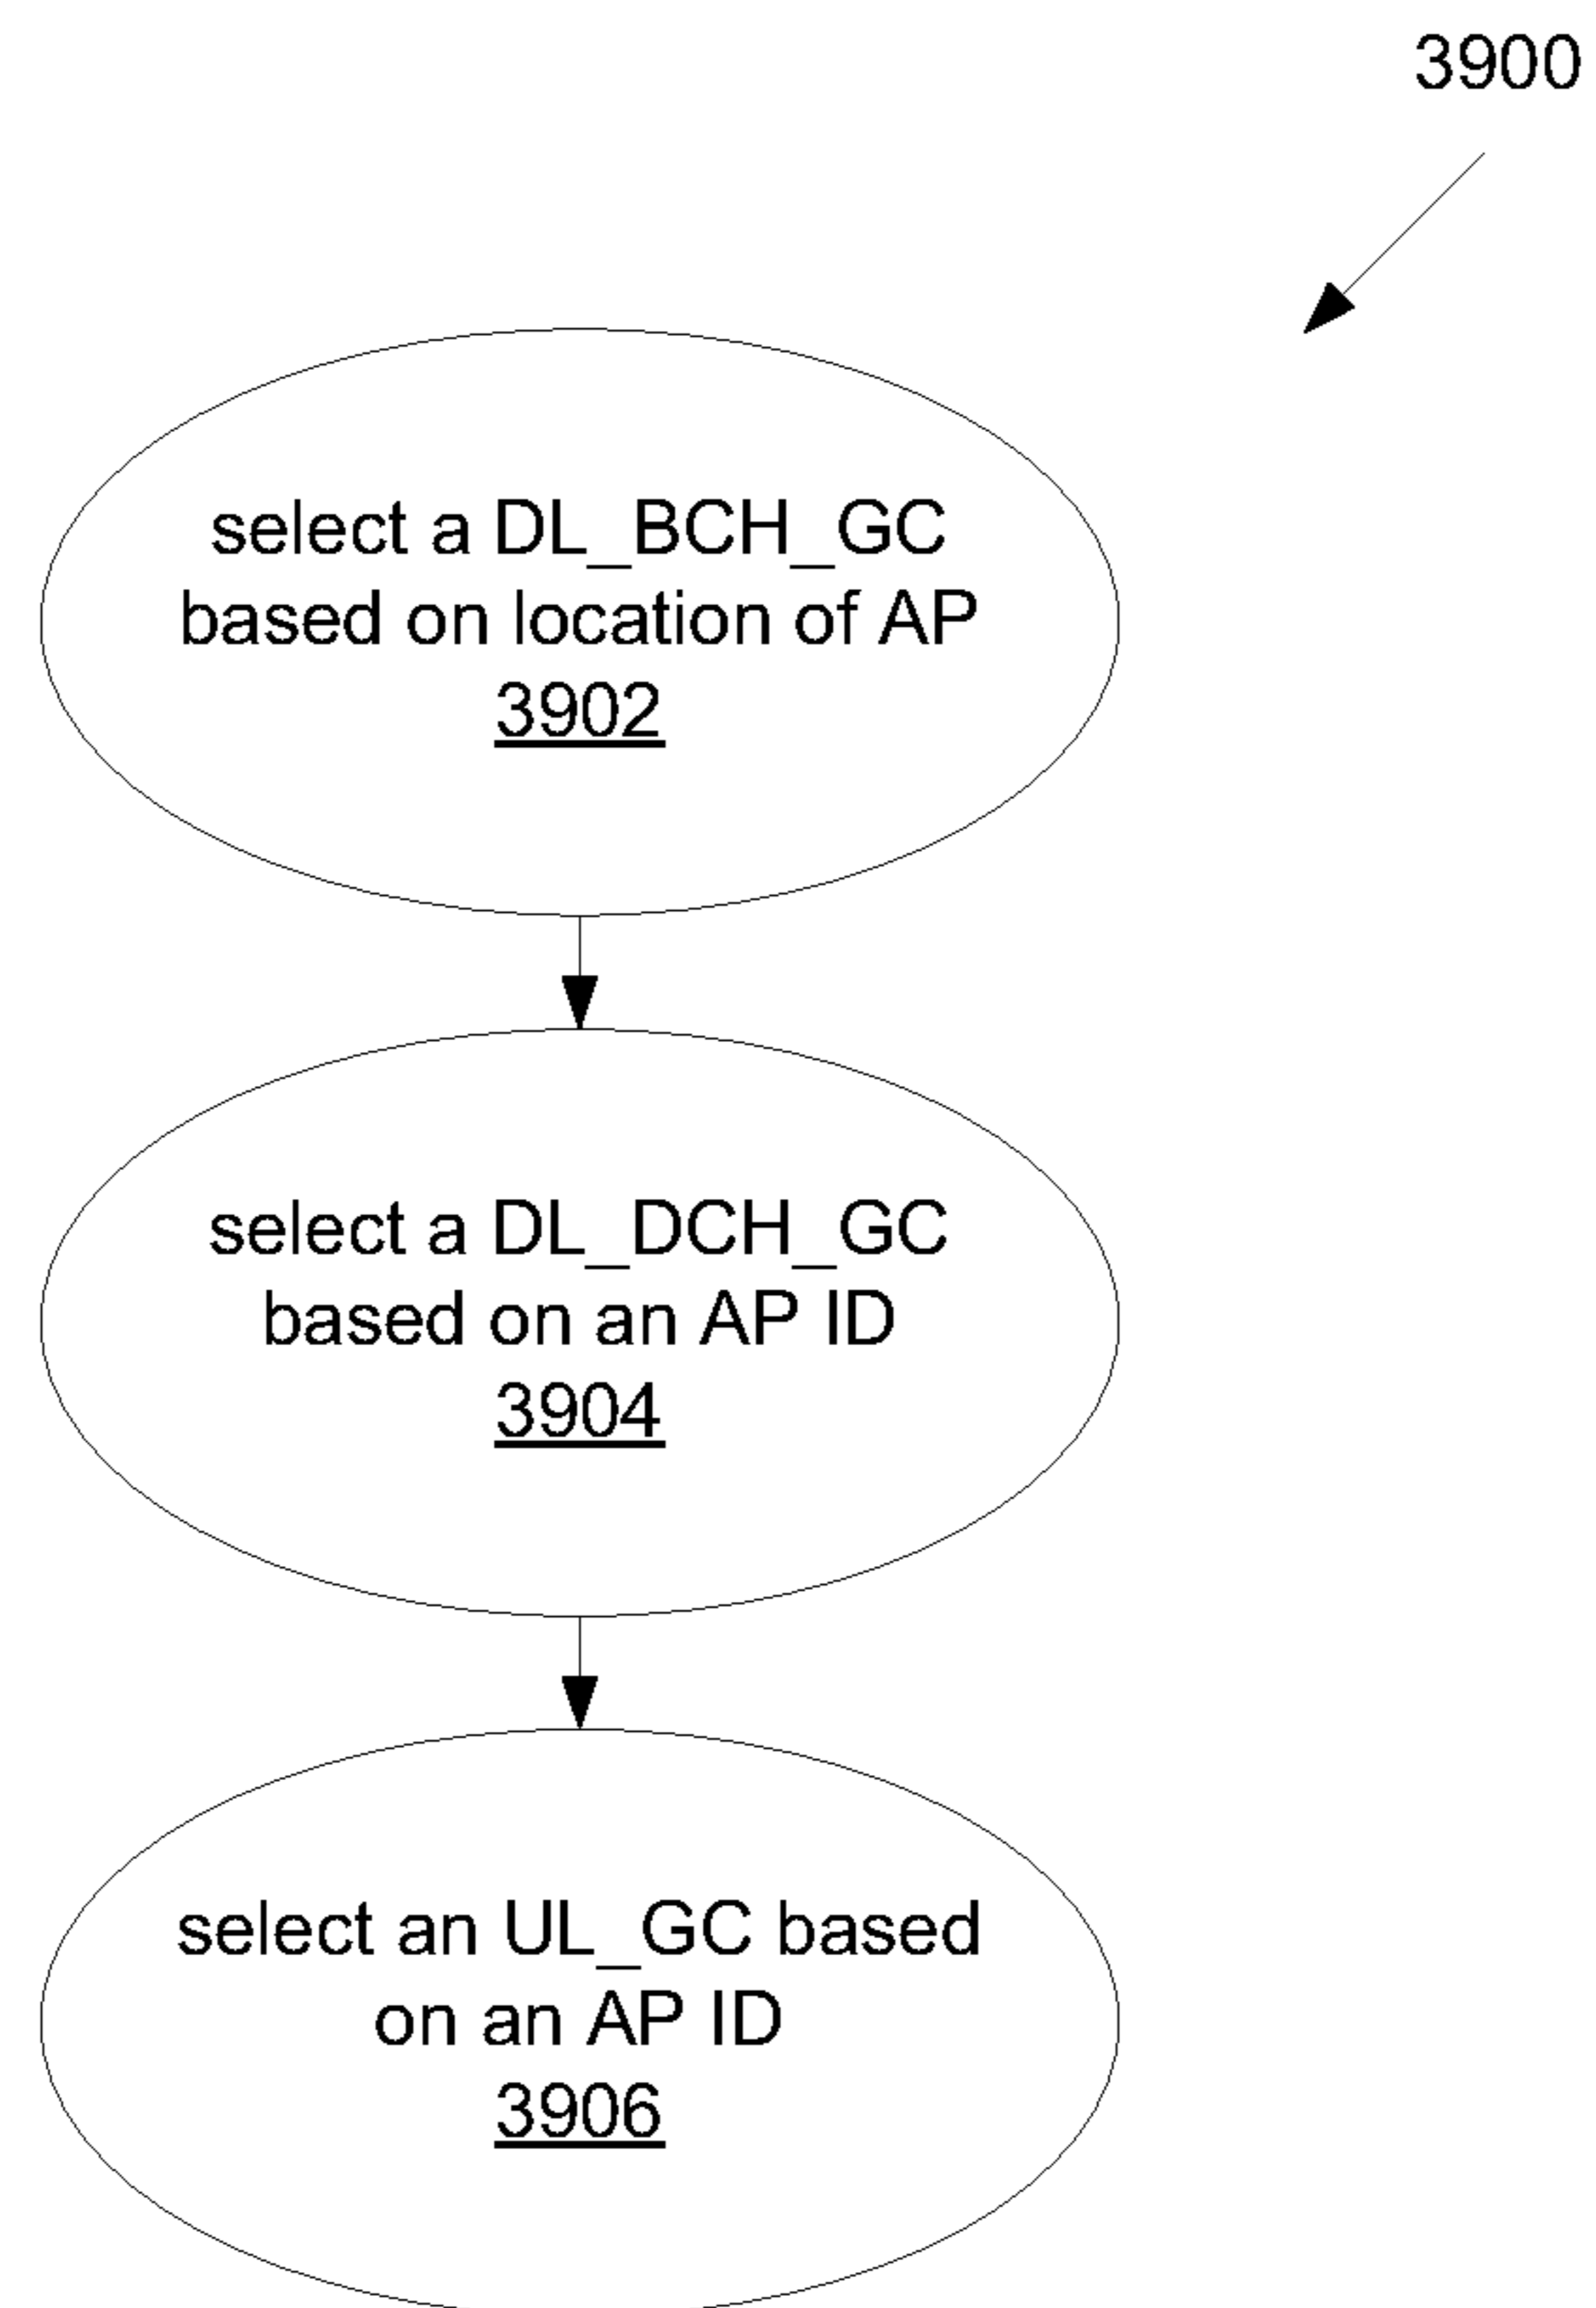 3900
select a DL_BCH_GC
based on location of AP
3902
select a DL_DCH_GC
based on an AP ID
3904
select an UL_GC based
on an AP ID
3906